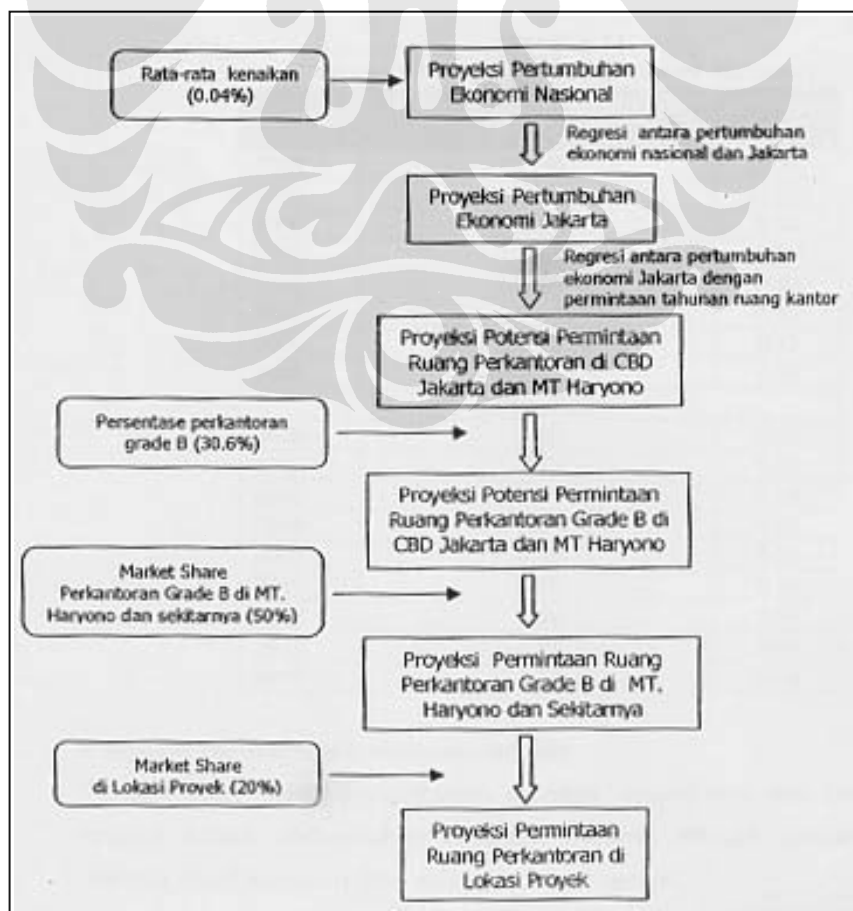 Rata-rata kenaikan
(0.04%)
Proyeksi Pertumbuhan
Ekonomi Nasional
Regresi antara pertumbuhan
ekonomi nasional dan Jakarta
Proyeksi Pertumbuhan
Ekonomi Jakarta
Regresi antara pertumbuhan
ekonomi Jakarta dengan
permintaan tahunan ruang kantor
Proyeksi Potensi Permintaan
Ruang Perkantoran di CBD
Jakarta dan MT Haryono
Persentase perkantoran
grade B (30.6%)
Proyeksi Potensi Permintaan
Ruang Perkantoran Grade B di
CBD Jakarta dan MT Haryono
Market Share
Perkantoran Grade B di MT.
Haryono dan sekitarnya (50%)
Proyeksi Permintaan Ruang
Perkantoran Grade B di MT.
Haryono dan Sekitarnya
Market Share
di Lokasi Proyek (20%)
Proyeksi Permintaan
Ruang Perkantoran di
Lokasi Proyek